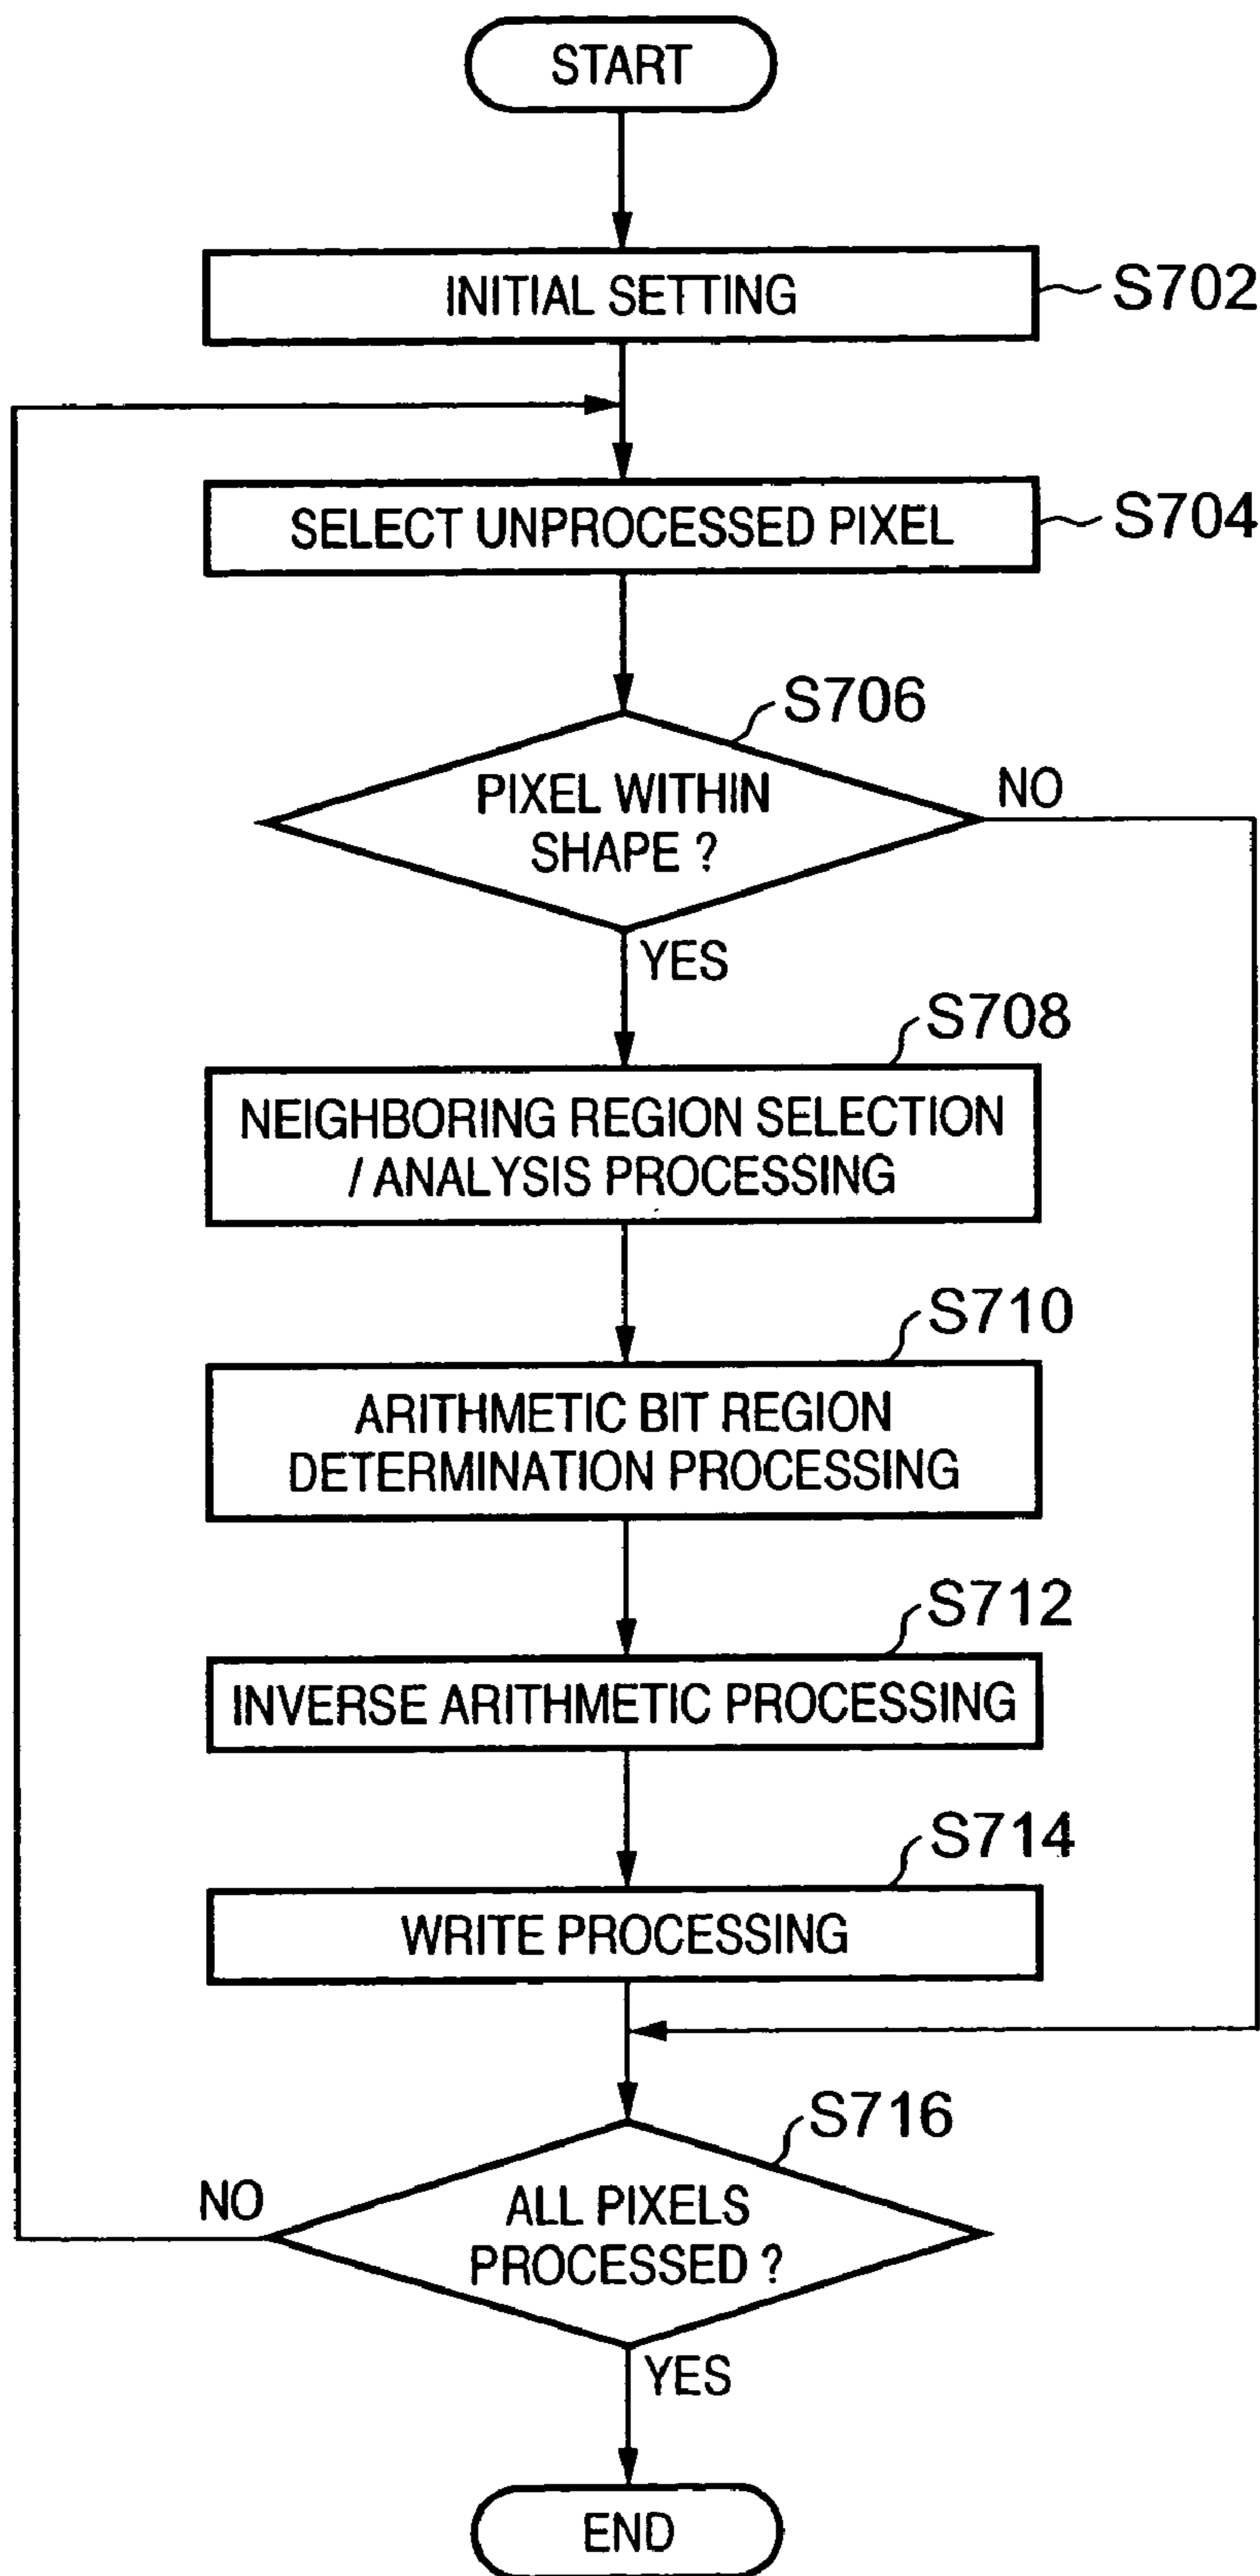 START
INITIAL SETTING
S702
SELECT UNPROCESSED PIXEL
S704
S706
PIXEL WITHIN
SHAPE ?
NO
YES
S708
NEIGHBORING REGION SELECTION
/ ANALYSIS PROCESSING
S710
ARITHMETIC BIT REGION
DETERMINATION PROCESSING
S712
INVERSE ARITHMETIC PROCESSING
S714
WRITE PROCESSING
S716
NO
ALL PIXELS
PROCESSED ?
YES
END